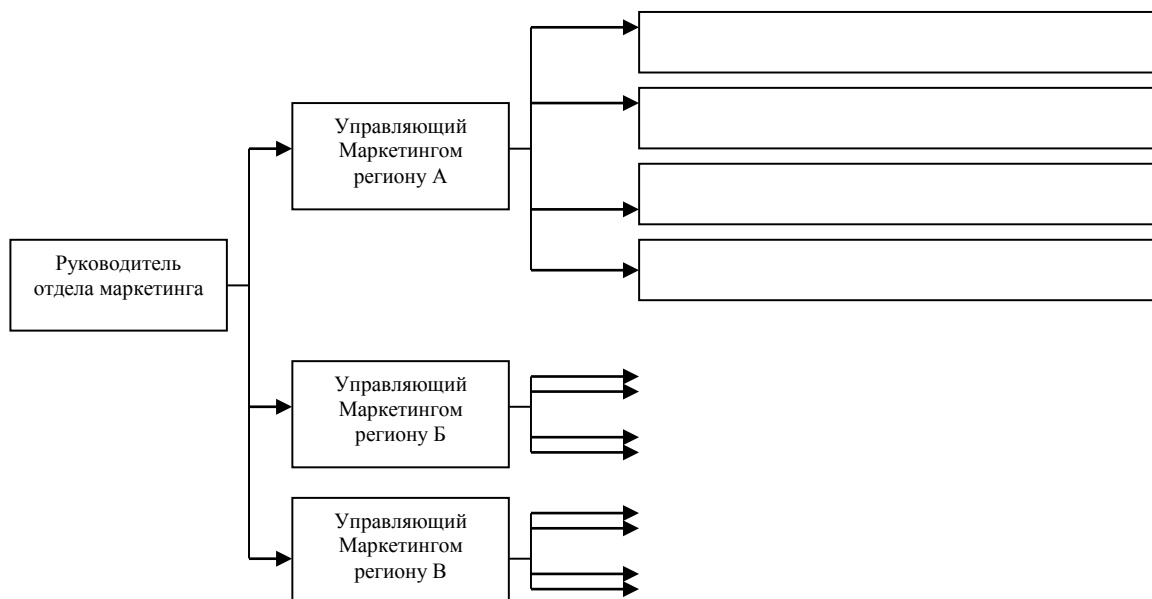 Управляющий
Маркетингом
региону А
Руководитель
отдела маркетинга
Управляющий
Маркетингом
региону Б
Управляющий
Маркетингом
региону В